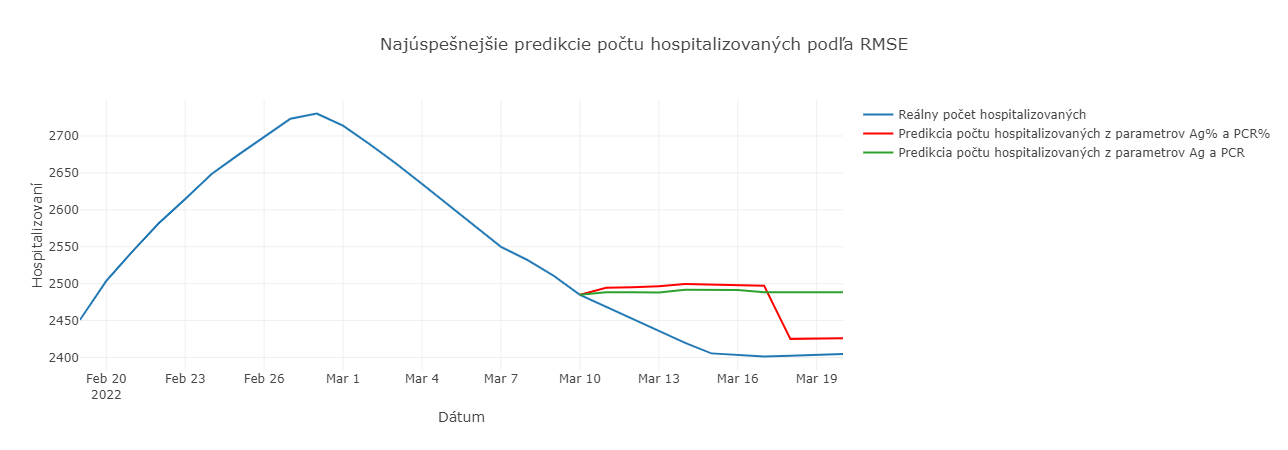 Najúspešnejšie predikcie počtu hospitalizovaných podľa RMSE
Reálny počet hospitalizovaných
Predikcia počtu hospitalizovaných z parametrov Ag% a PCR%
Predikcia počtu hospitalizovaných z parametrov Ag a PCR
Hospitalizovaní
2700
2650
2600
2550
2500
2450
2400
Feb 20 Feb 23 Feb 26 Mar 1 Mar 4 Mar 7 Mar 10 Mar 13 Mar 16 Mar 19
2022
Dátum